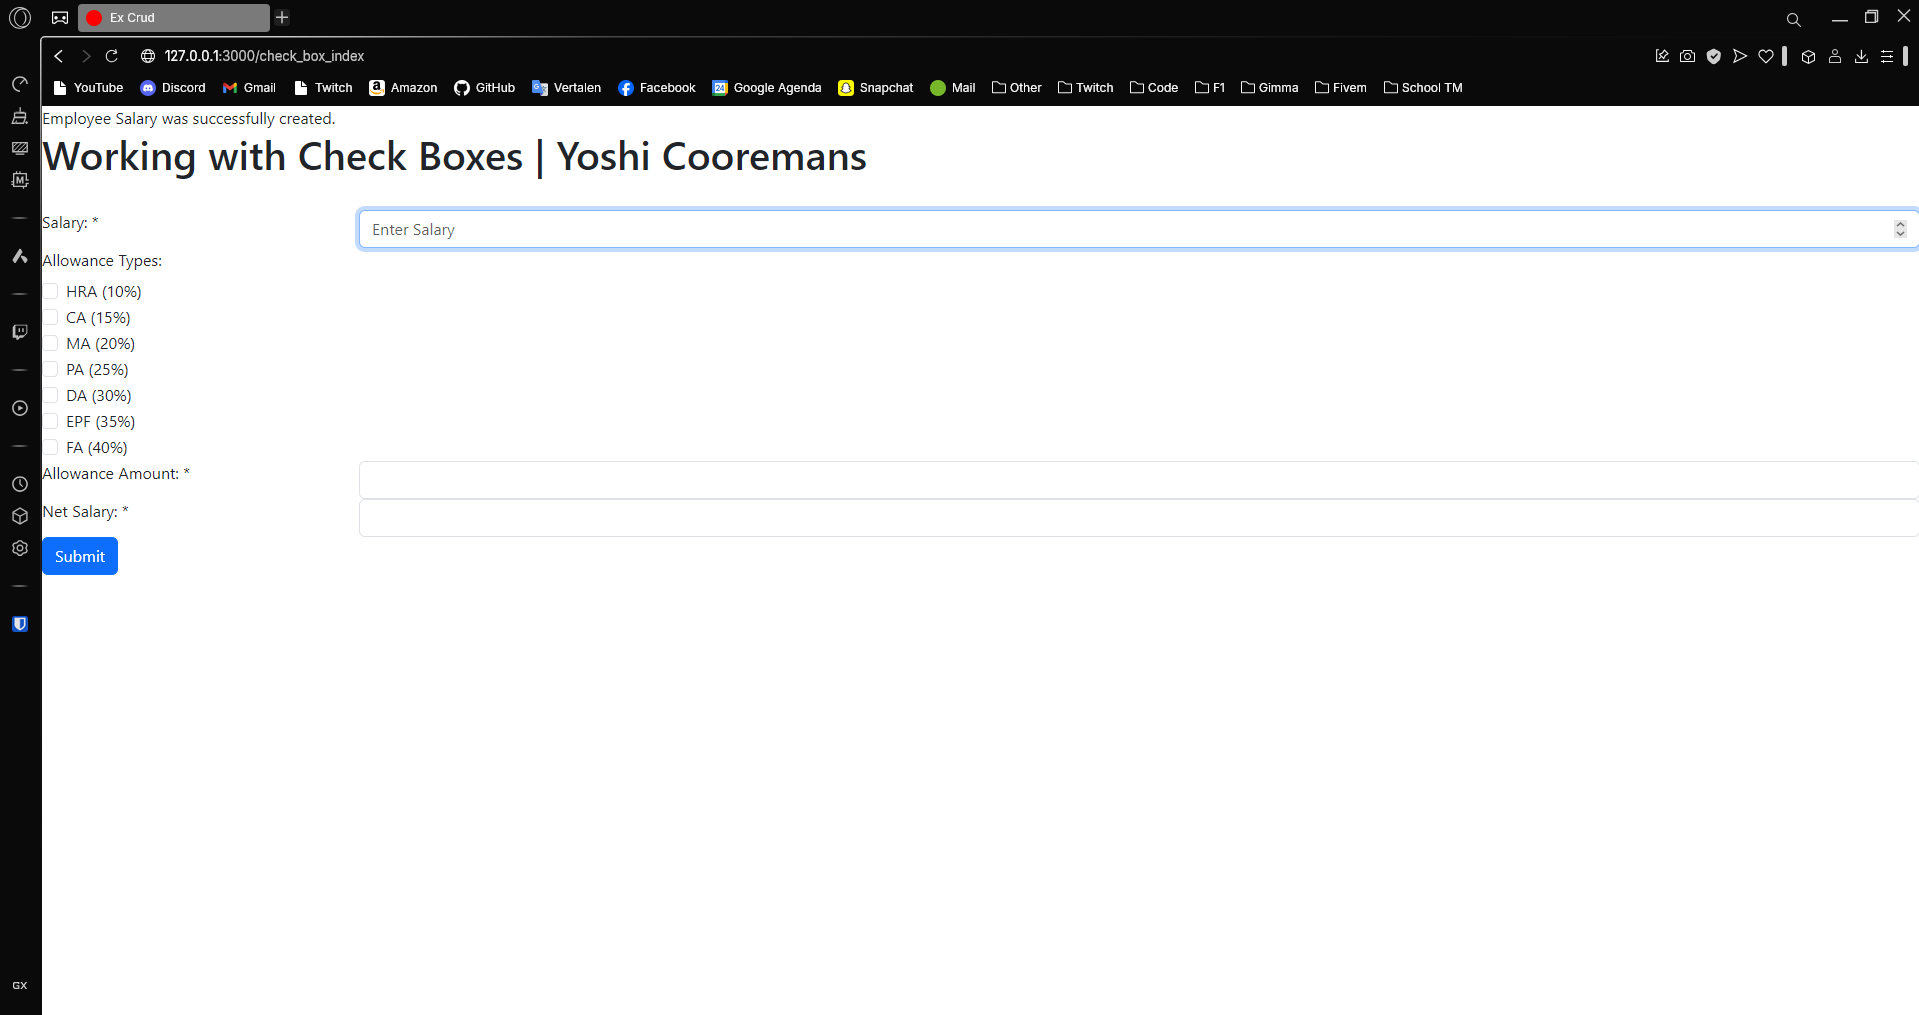 Ex Crud
127.0.0.1:3000/check_box_index
YouTube Discord Gmail Twitch Amazon GitHub Vertalen Facebook 24 Google Agenda Snapchat Mail Other Twitch Code F1 Gimma Fivem School TM
Employee Salary was successfully created.
Working with Check Boxes | Yoshi Cooremans
Salary: * Enter Salary
Allowance Types:
HRA (10%)
CA (15%)
MA (20%)
PA (25%)
DA (30%)
EPF (35%)
FA (40%)
Allowance Amount: *
Net Salary: *
Submit
GX